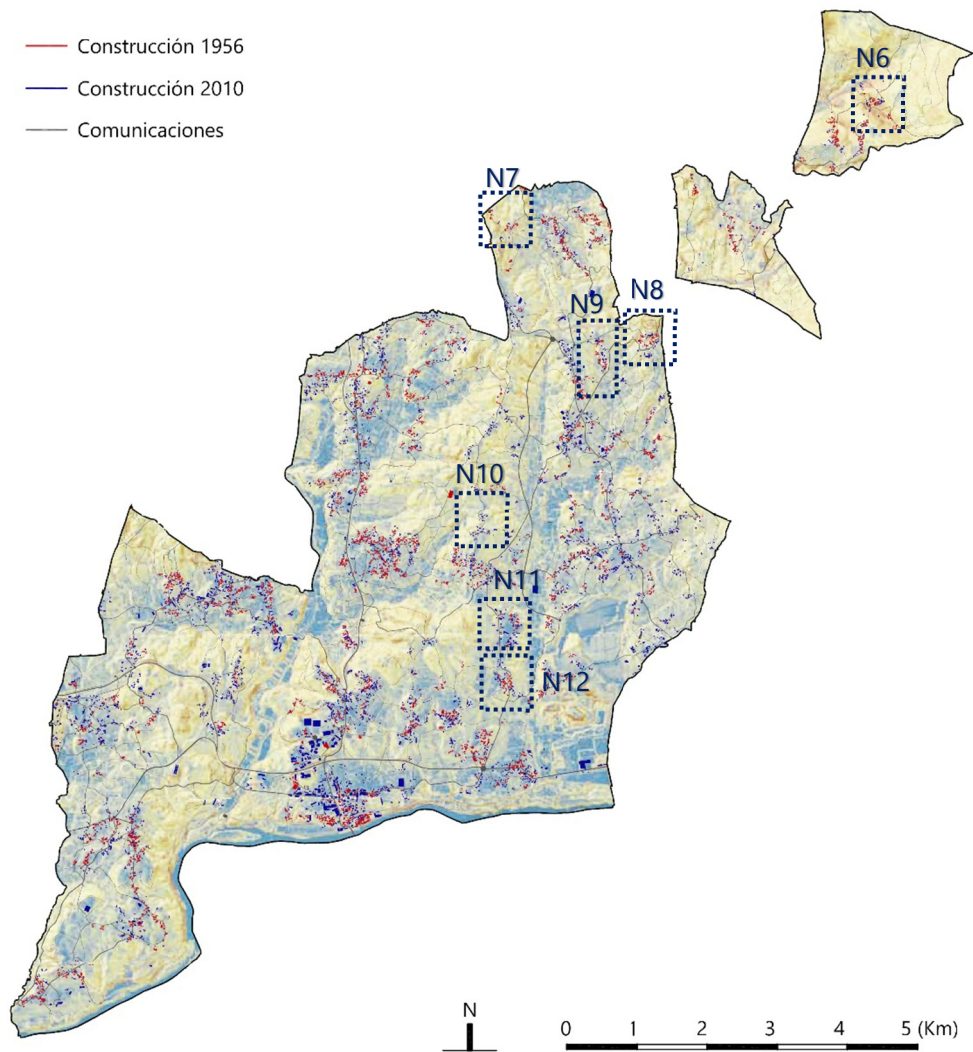 Construcción 1956
Construcción 2010
Comunicaciones
N6
N7
N8
N9
N10
N11
N12
N
0 1 2 3 4 5 (Km)